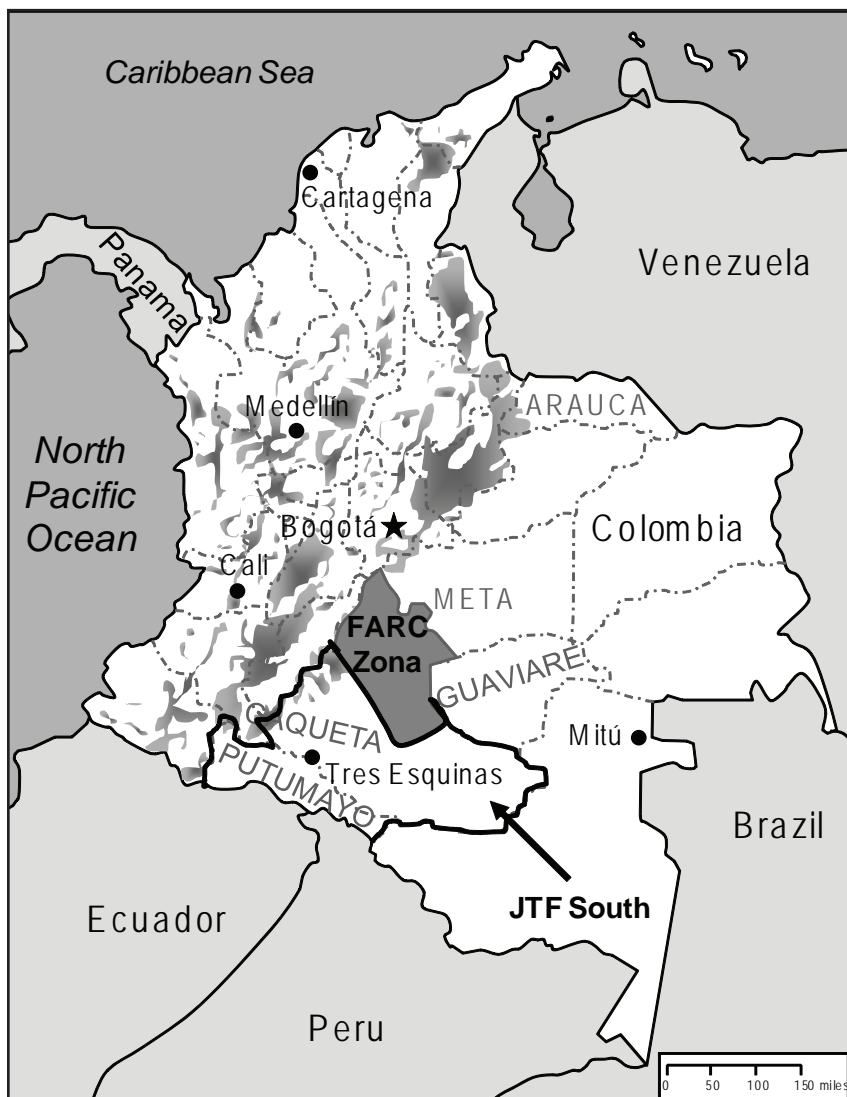 Caribbean Sea
Cartagena
Panama
Venezuela
Medellín
ARAUCA
North
Pacific
Ocean
Bogotá
Colombia
Cali
META
FARC
Zona
GUAVIARE
CAQUETA
Mitú
PUTUMAYO
Tres Esquinas
Brazil
JTF South
Ecuador
Peru
0 50 100 150 miles